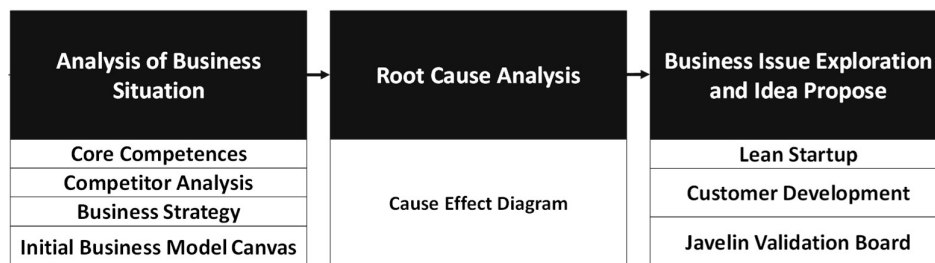 Analysis of Business
Situation
Core Competences
Competitor Analysis
Business Strategy
Initial Business Model Canvas
Root Cause Analysis
Cause Effect Diagram
Business Issue Exploration
and Idea Propose
Lean Startup
Customer Development
Javelin Validation Board